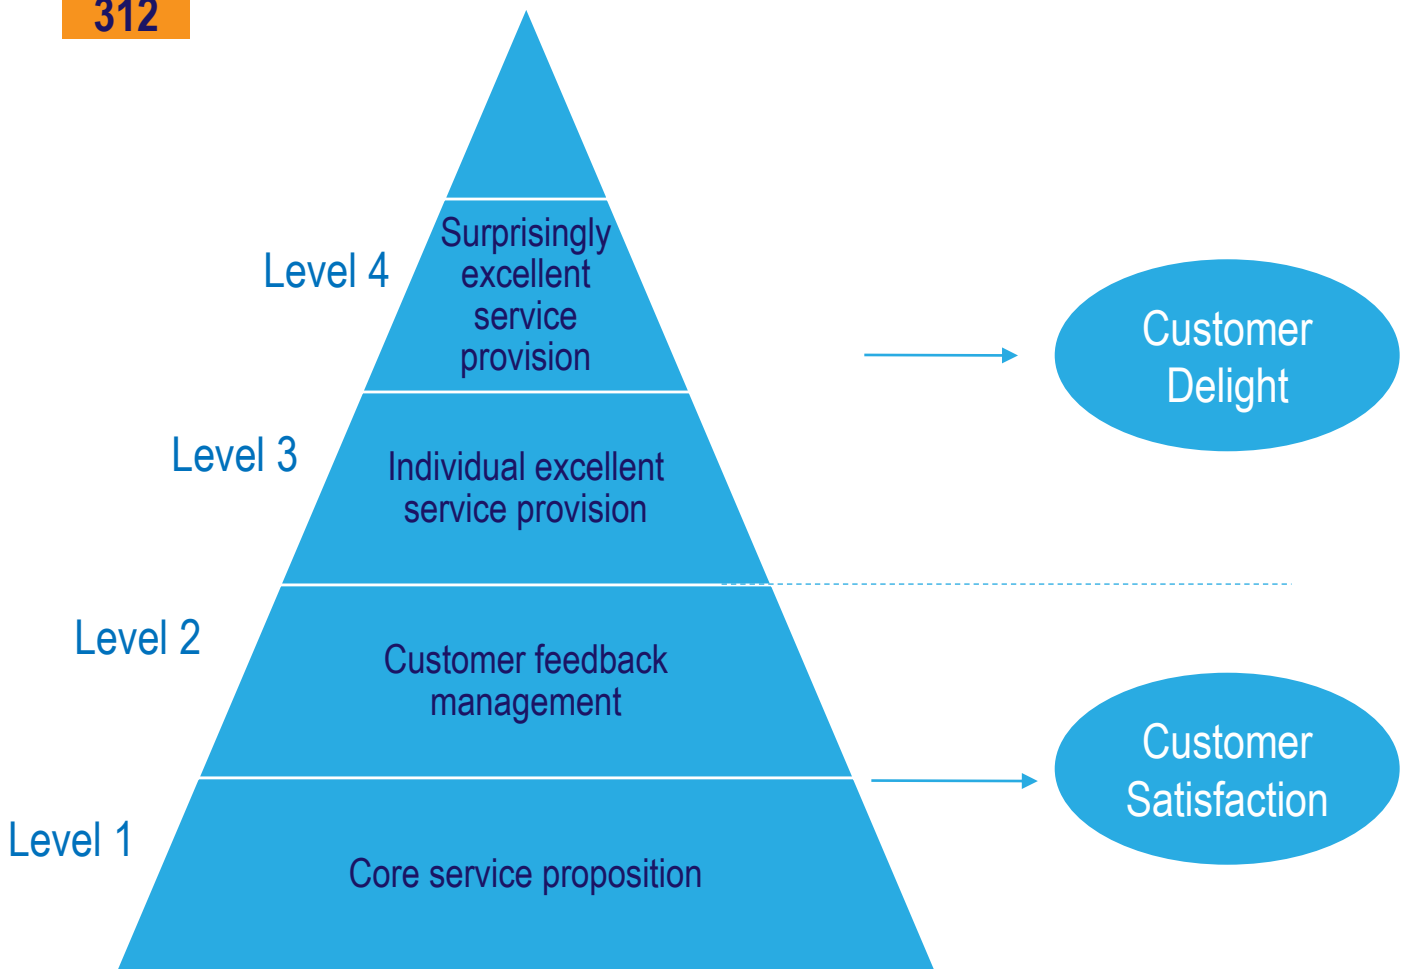 312
Level 4
Surprisingly
excellent
service
provision
Customer
Delight
Level 3
Individual excellent
service provision
Level 2
Customer feedback
management
Customer
Satisfaction
Level 1
Core service proposition